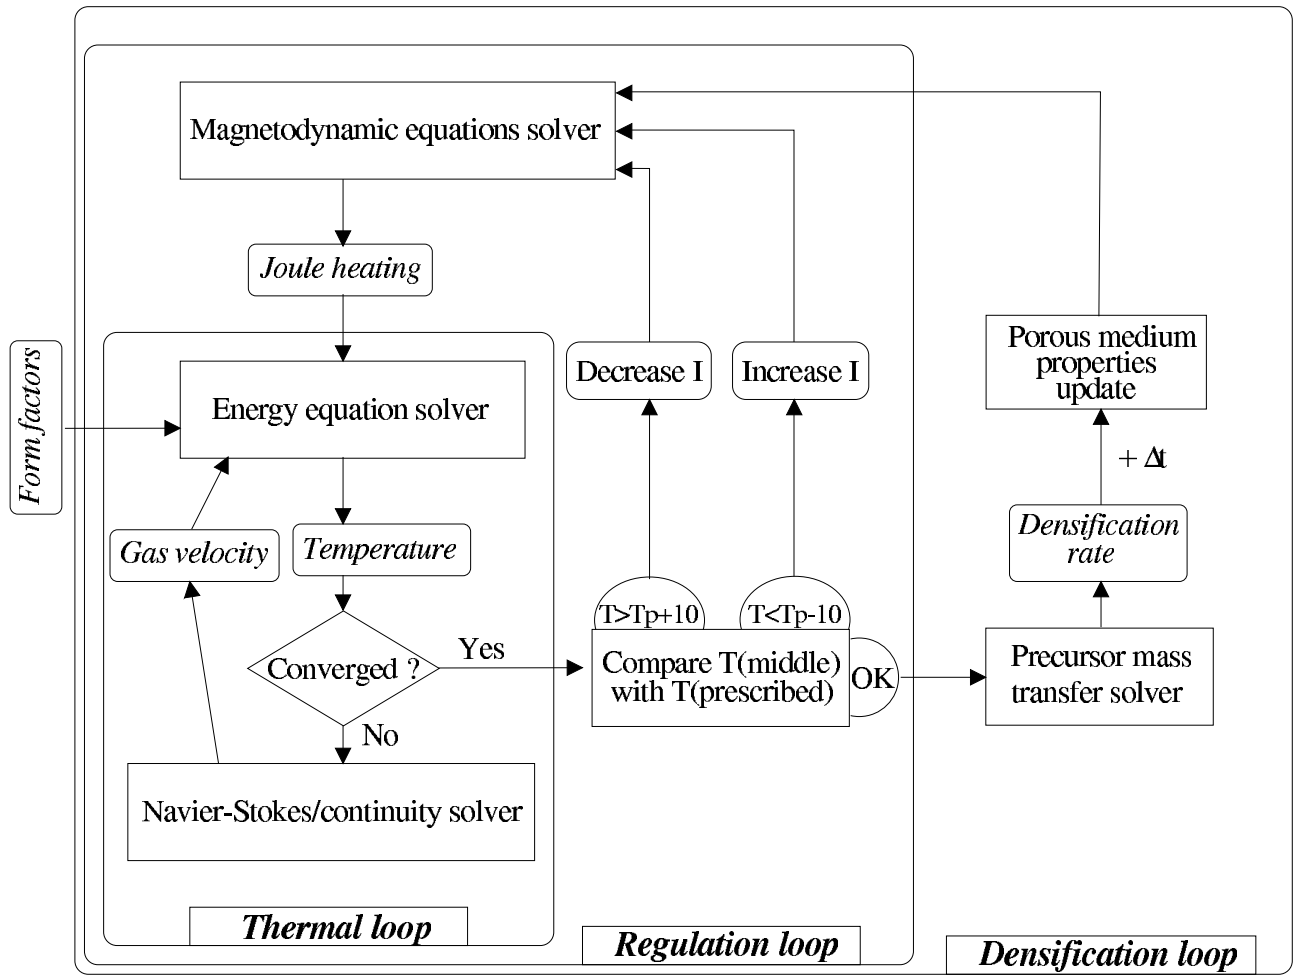 Magnetodynamic equations solver
Joule heating
Form factors
Energy equation solver
Decrease I
Increase I
Porous medium
properties
update
+ Δt
Gas velocity
Temperature
Densification
rate
T>Tp+10
T<Tp-10
Converged ?
Yes
Compare T(middle)
with T(prescribed)
OK
Precursor mass
transfer solver
No
Navier-Stokes/continuity solver
Thermal loop
Regulation loop
Densification loop